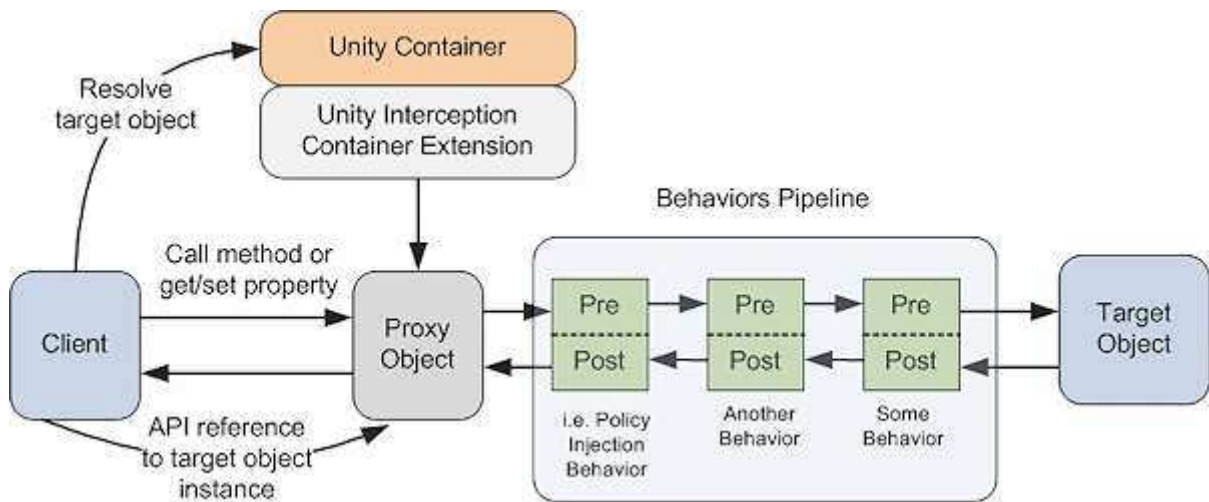 Unity Container
Resolve
target object
Unity Interception
Container Extension
Behaviors Pipeline
Call method or
get/set property
Client
Proxy
Object
Pre
Post
Pre
Post
Pre
Post
Target
Object
i.e. Policy
Injection
Behavior
Another
Behavior
Some
Behavior
API reference
to target object
instance